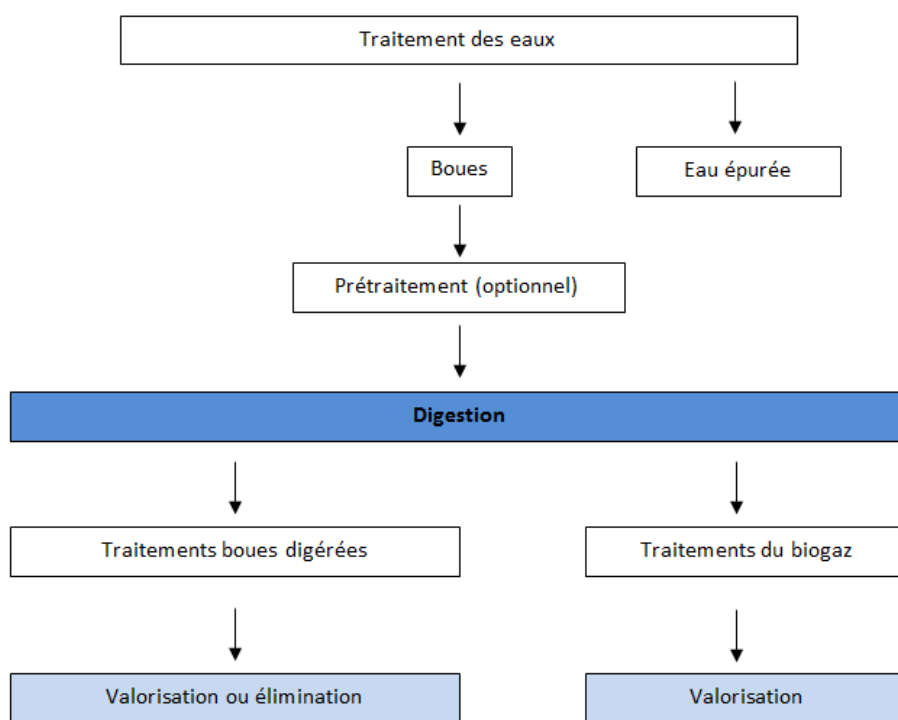 Traitement des eaux
Boues
Eau épurée
Prétraitement (optionnel)
Digestion
Traitements boues digérées
Traitements du biogaz
Valorisation ou élimination
Valorisation